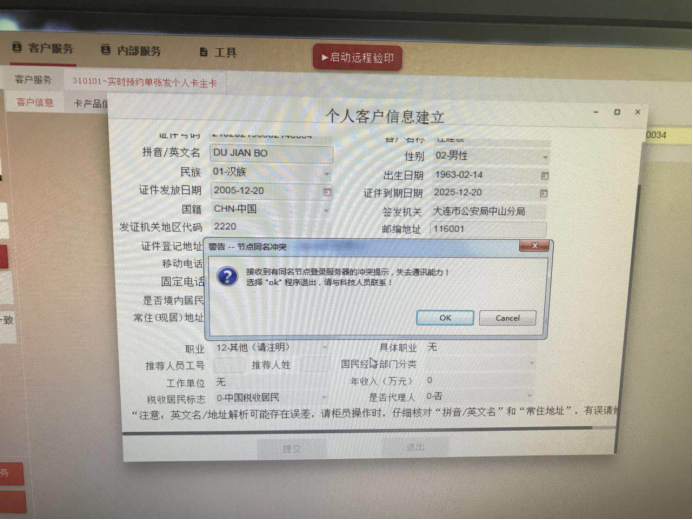 客户服务 内部服务 工具 ▶启动远程验印
客户服务 310101-实时预约单张发个人卡主卡
客户信息 卡产品信
个人客户信息建立
证件号码
0034
拼音/英文名 DU JIAN BO 性别 02-男性
民族 01-汉族 出生日期 1963-02-14
证件发放日期 2005-12-20 证件到期日期 2025-12-20
国籍 CHN-中国 签发机关 大连市公安局中山分局
发证机关地区代码 2220 邮编地址 116001
证件登记地址
警告 -- 节点同名冲突
移动电话
接收到有同名节点登录服务器的冲突提示，失去通讯能力！
固定电话
选择 "ok" 程序退出，请与科技人员联系！
是否境内居民
一致
常住(现居)地址
OK Cancel
职业 12-其他（请注明） 具体职业 无
推荐人员工号 推荐人姓 国民经济部门分类
工作单位 无 年收入（万元） 0
税收居民标志 0-中国税收居民 是否代理人 0-否
“注意，英文名/地址解析可能存在误差，请柜员操作时，仔细核对“拼音/英文名”和“常住地址”，有误请修
提交 退出
务